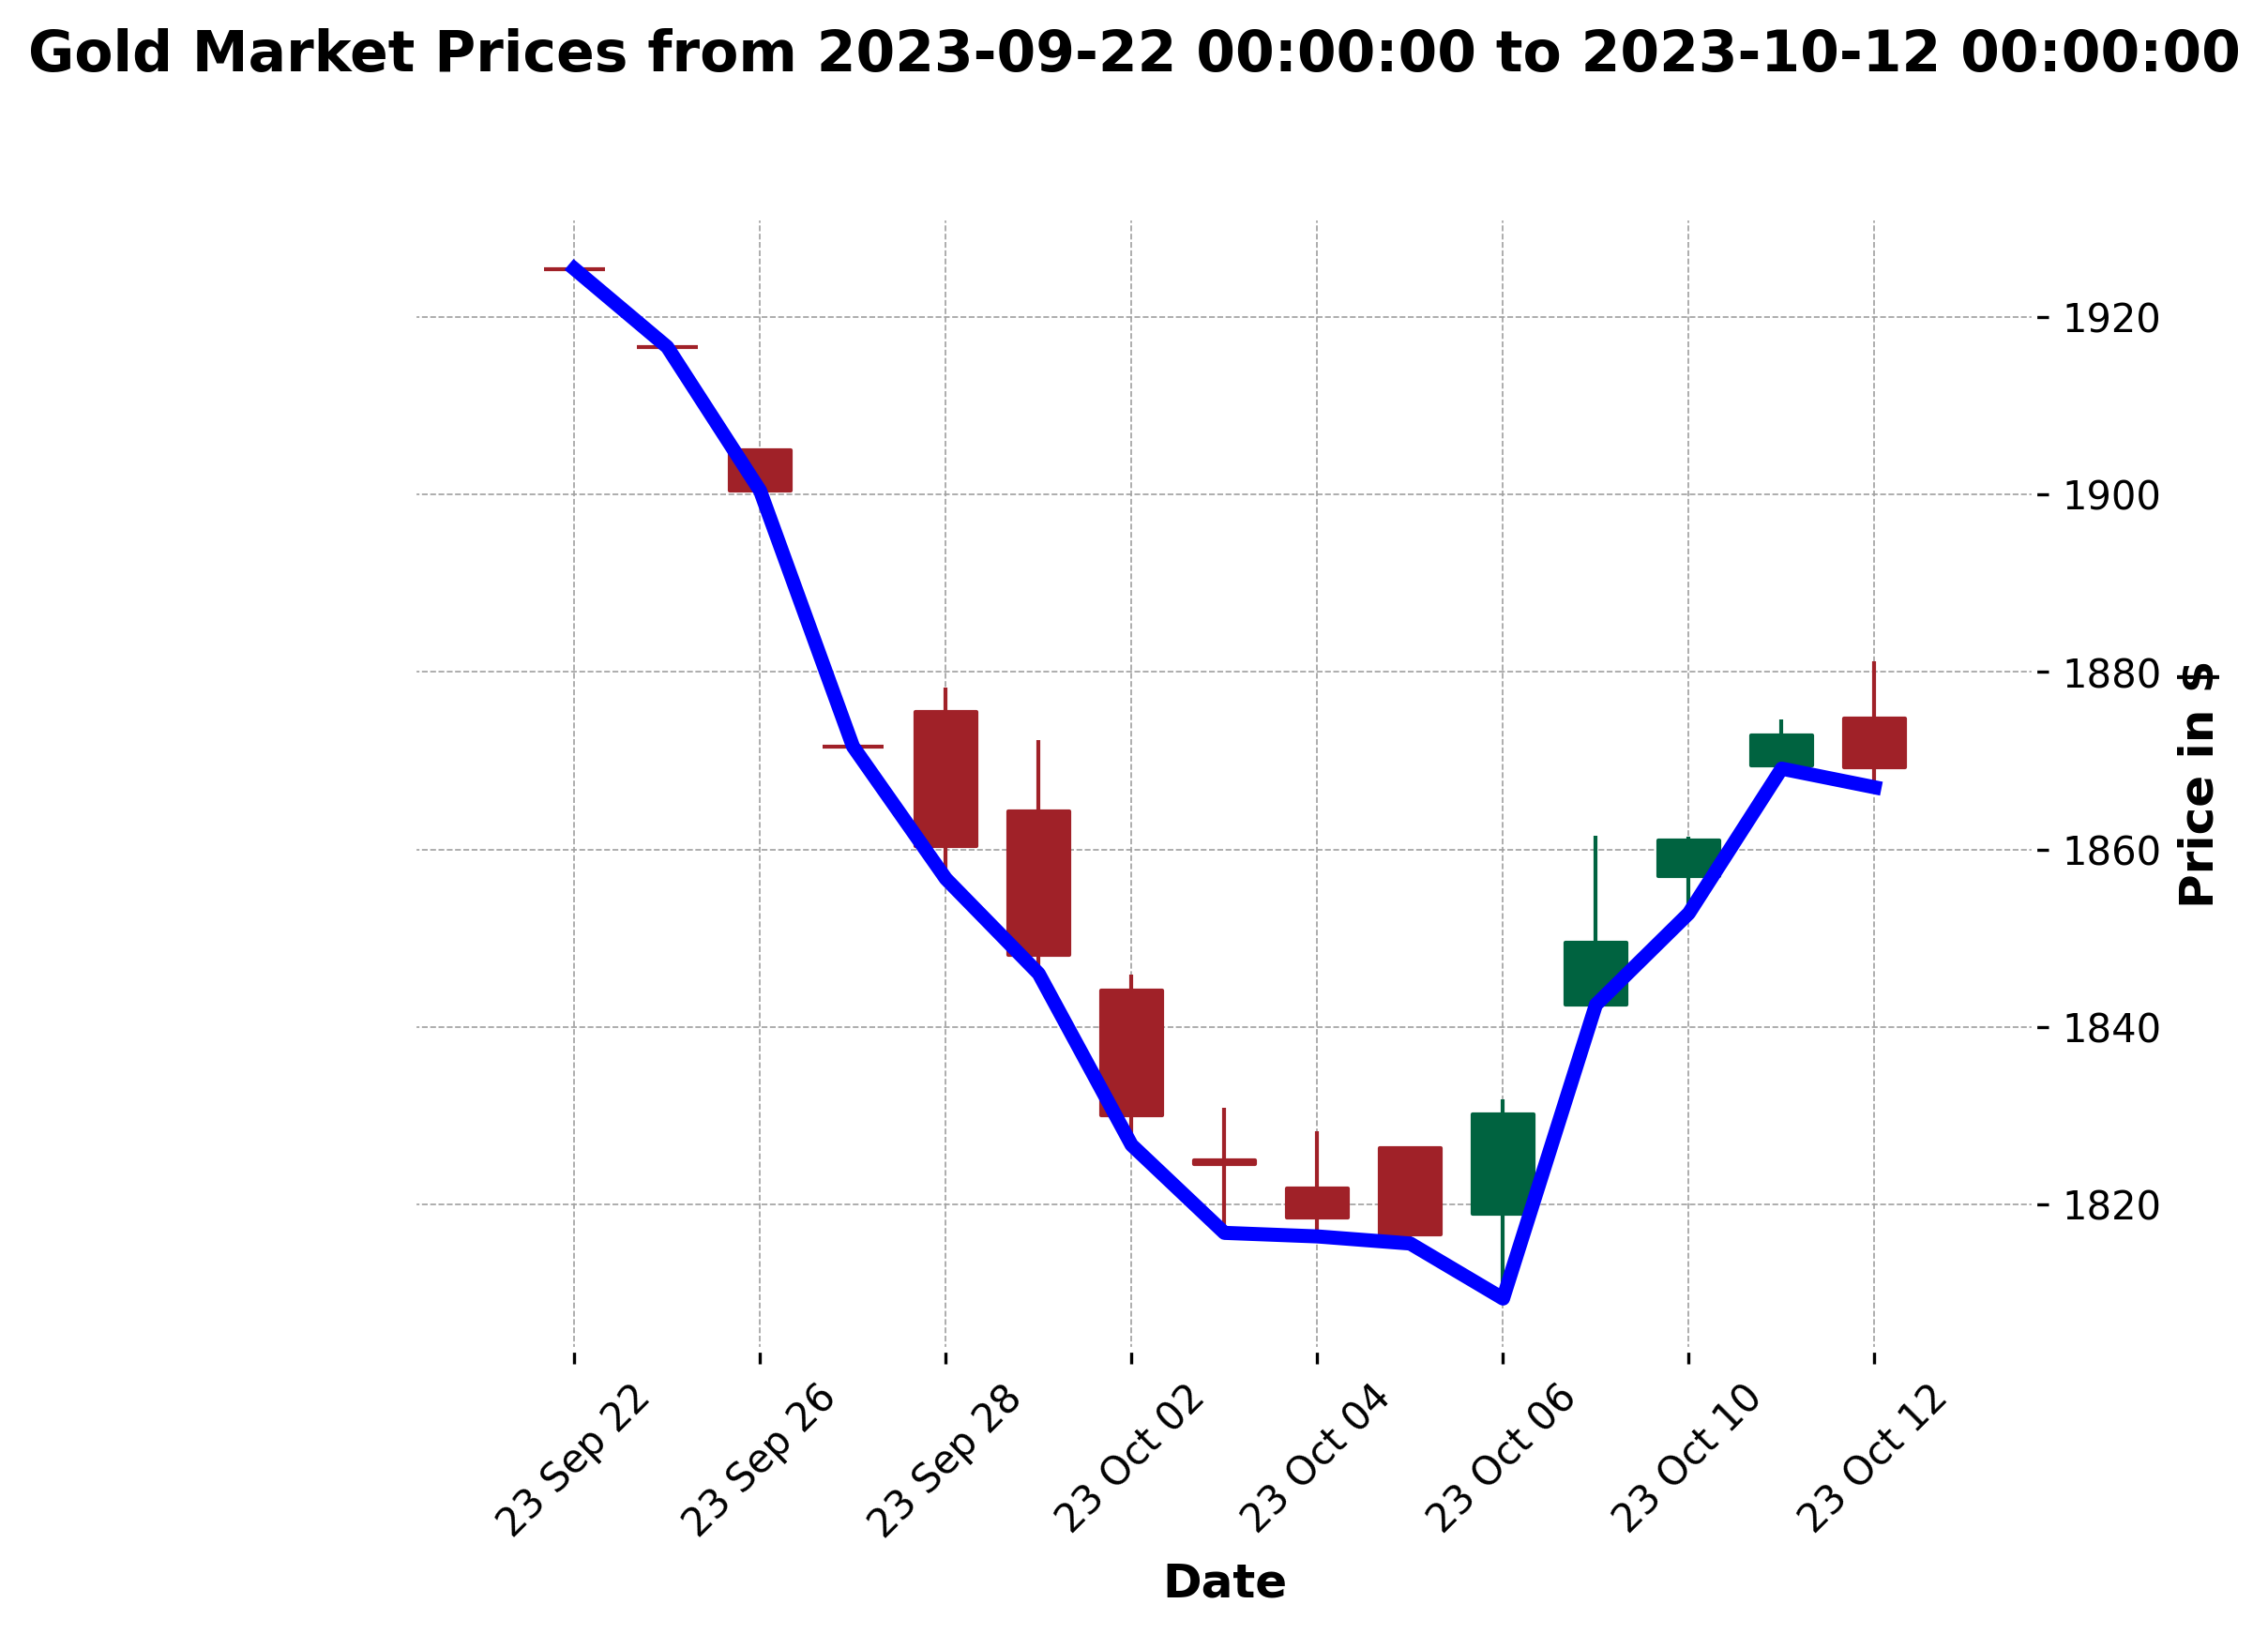 Gold Market Prices from 2023-09-22 00:00:00 to 2023-10-12 00:00:00
1920
1900
1880
1860
1840
1820
Price in $
23 Sep 22
23 Sep 26
23 Sep 28
23 Oct 02
23 Oct 04
23 Oct 06
23 Oct 10
23 Oct 12
Date